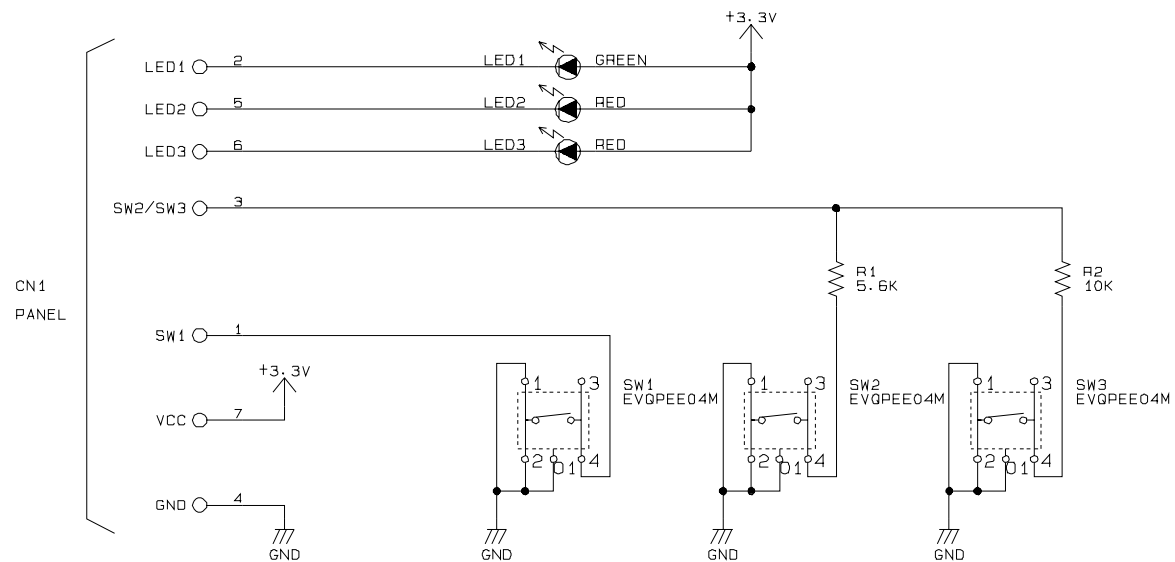 +3.3V
LED1 2 LED1 GREEN
LED2 5 LED2 RED
LED3 6 LED3 RED
SW2/SW3 3
R1
5.6K
R2
10K
CN1
PANEL
SW1 1
+3.3V
VCC 7
1 3 SW1
EVQPEE04M
2 01 4
1 3 SW2
EVQPEE04M
2 01 4
1 3 SW3
EVQPEE04M
2 01 4
GND 4
GND GND GND GND